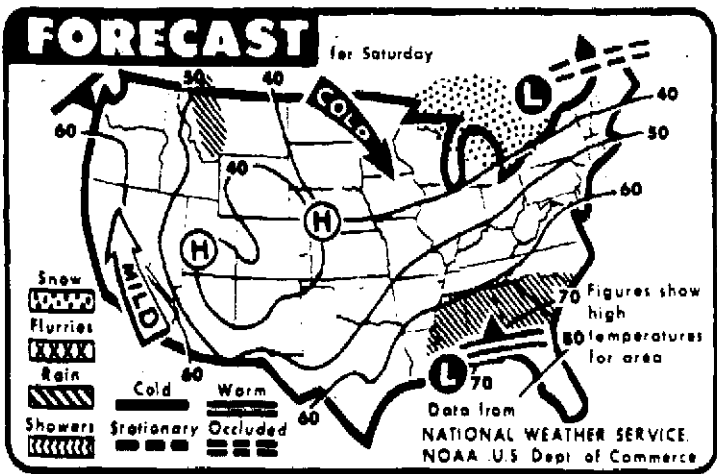 FORECAST
for Saturday
50
40
COLD
L
40
60
40
50
60
H
H
MILD
Snow
Flurries
Rain
Showers
Cold
Warm
Stationary
Occluded
60
60
70
80
L
70
Figures show
high
temperatures
for area
Data from
NATIONAL WEATHER SERVICE.
NOAA .U.S Dept of Commerce